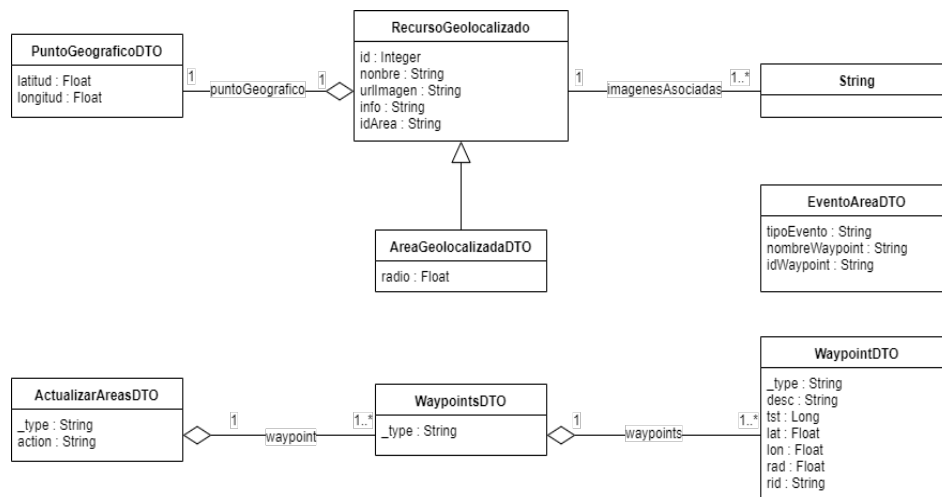 PuntoGeograficoDTO
latitud : Float
longitud : Float
1
puntoGeografico
1
RecursoGeolocalizado
id : Integer
nonbre : String
urlImagen : String
info : String
idArea : String
1
imagenesAsociadas
1..*
String
AreaGeolocalizadaDTO
radio : Float
EventoAreaDTO
tipoEvento : String
nombreWaypoint : String
idWaypoint : String
ActualizarAreasDTO
_type : String
action : String
1
waypoint
1..*
WaypointsDTO
_type : String
1
waypoints
1..*
WaypointDTO
_type : String
desc : String
tst : Long
lat : Float
lon : Float
rad : Float
rid : String